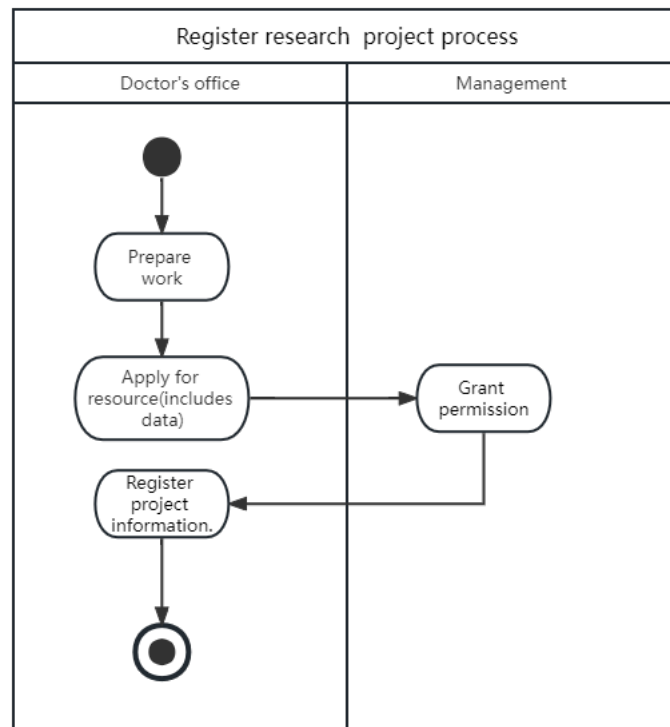 Register research  project process
Doctor's office
Management
Prepare
work
Apply for
resource(includes
data)
Grant
permission
Register
project
information.